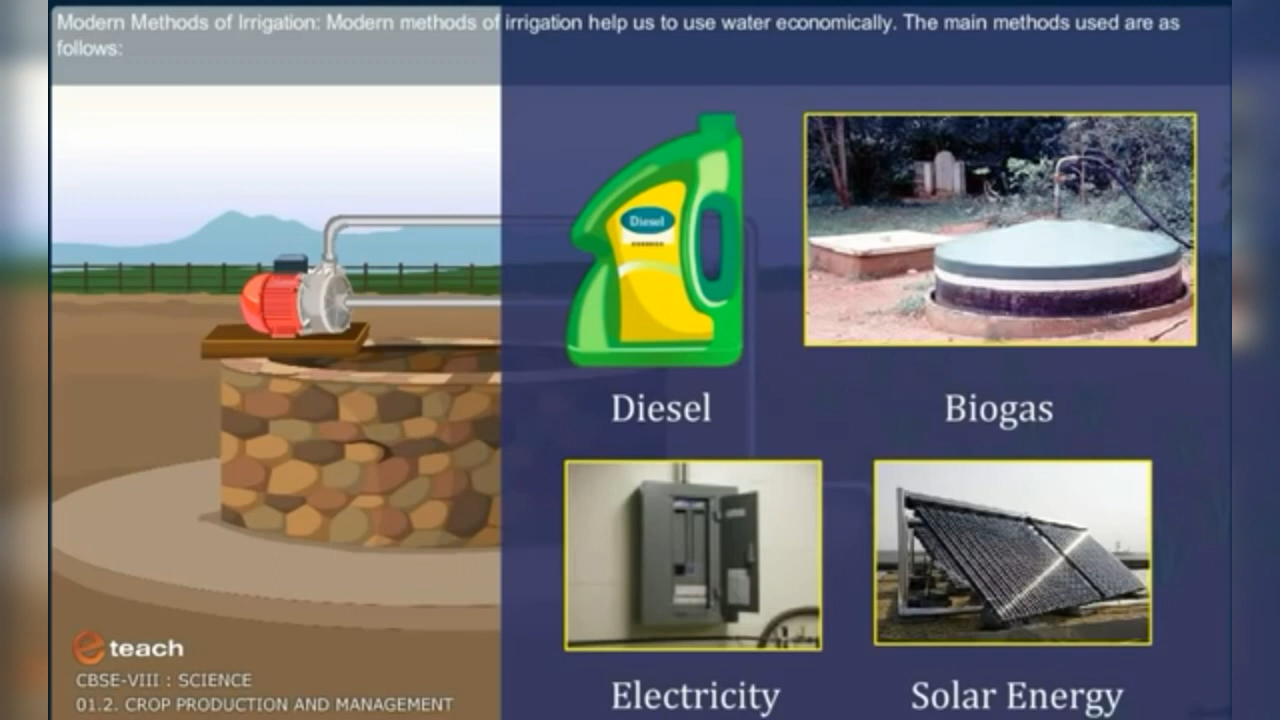 Modern Methods of Irrigation: Modern methods of irrigation help us to use water economically. The main methods used are as
follows:
Diesel
Diesel
Biogas
Electricity
Solar Energy
e teach
CBSE-VIII : SCIENCE
01.2. CROP PRODUCTION AND MANAGEMENT